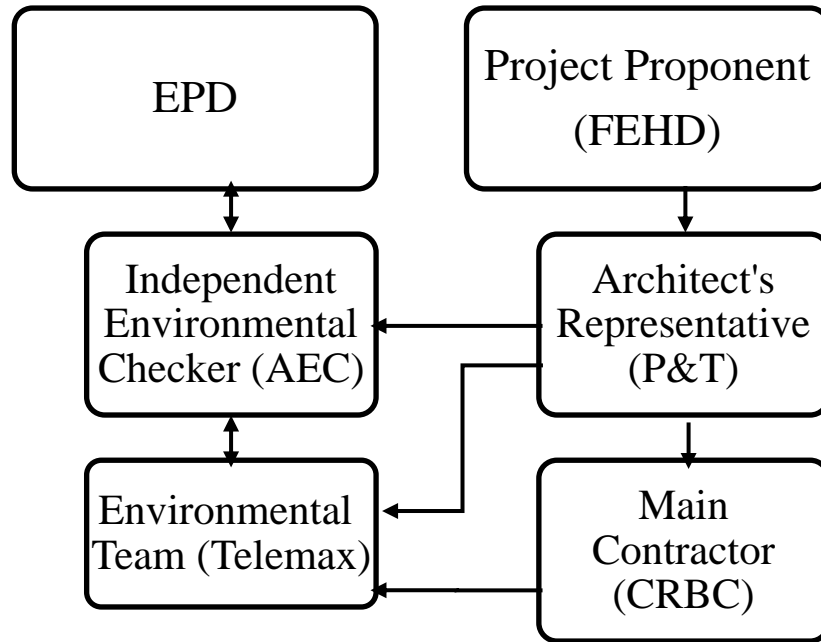 EPD
Project Proponent
(FEHD)
Independent
Environmental
Checker (AEC)
Architect's
Representative
(P&T)
Environmental
Team (Telemax)
Main
Contractor
(CRBC)